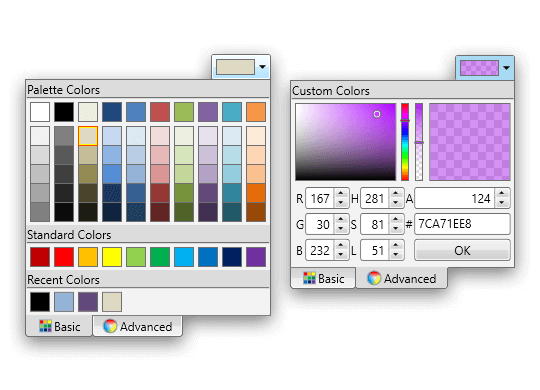 Palette Colors
Standard Colors
Recent Colors
Basic
Advanced
Custom Colors
R 167 H 281 A 124
G 30 S 81 # 7CA71EE8
B 232 L 51 OK
Basic
Advanced